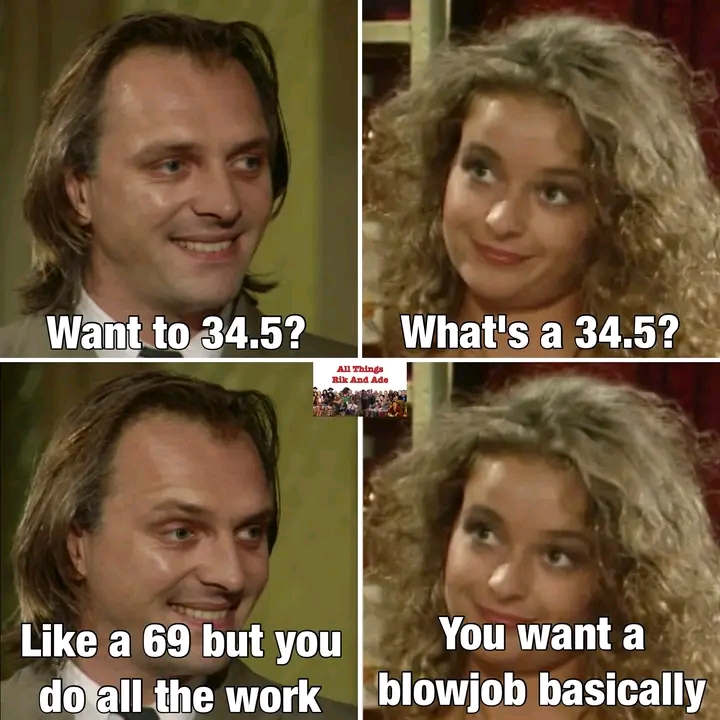 Want to 34.5?
What's a 34.5?
All Things
Rik And Ade
Like a 69 but you
do all the work
You want a
blowjob basically